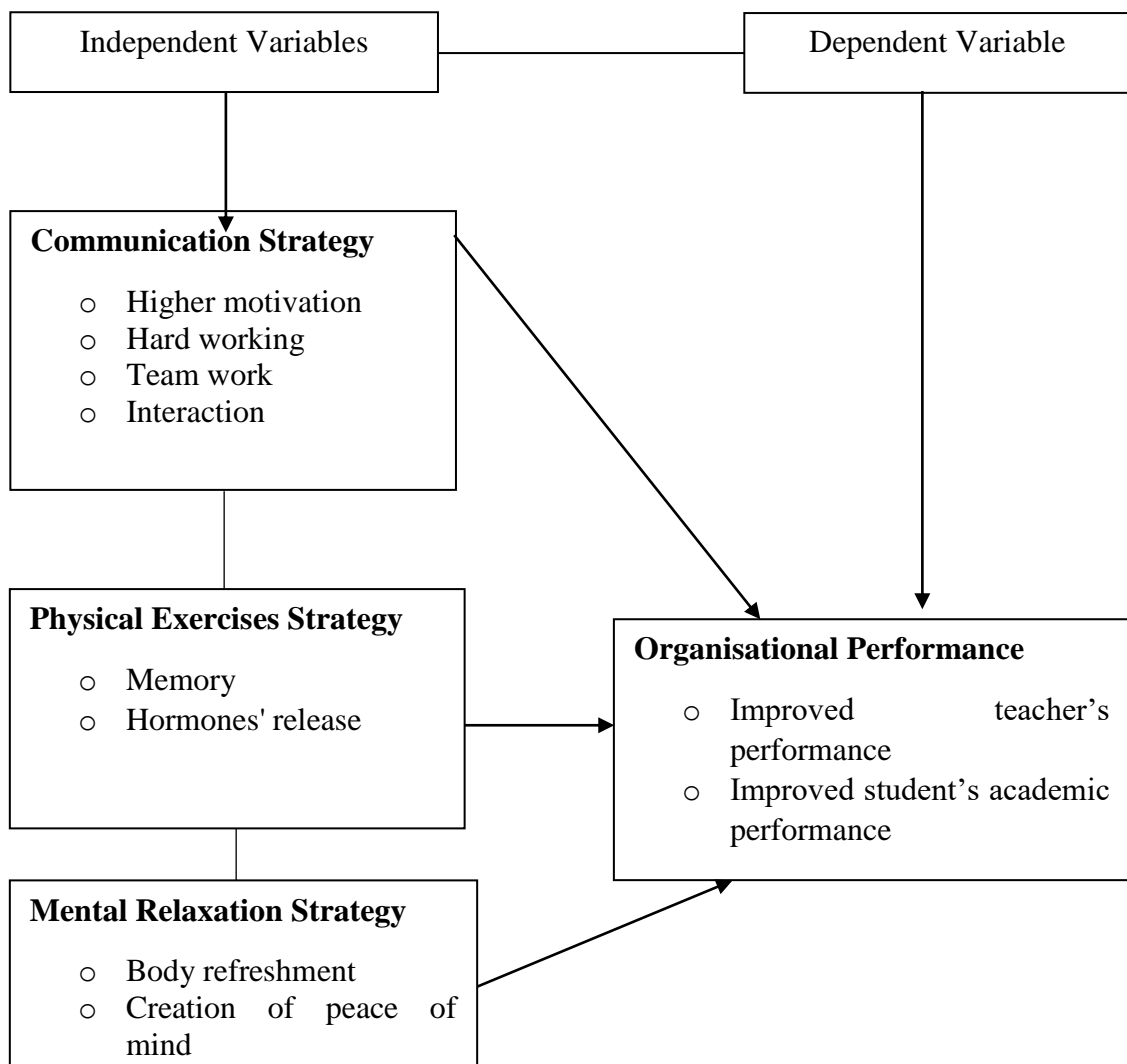 Independent Variables
Dependent Variable
Communication Strategy
o Higher motivation
o Hard working
o Team work
o Interaction
Physical Exercises Strategy
o Memory
o Hormones' release
Organisational Performance
o Improved teacher’s
performance
o Improved student’s academic
performance
Mental Relaxation Strategy
o Body refreshment
o Creation of peace of
mind